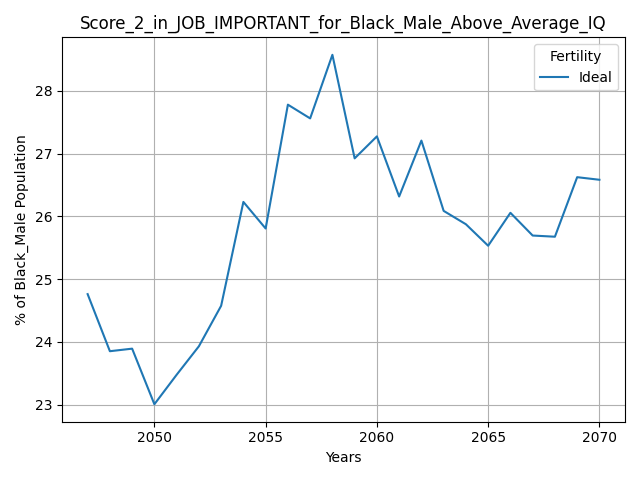 Score_2_in_JOB_IMPORTANT_for_Black_Male_Above_Average_IQ
Fertility
Ideal
% of Black_Male Population
28
27
26
25
24
23
2050 2055 2060 2065 2070
Years